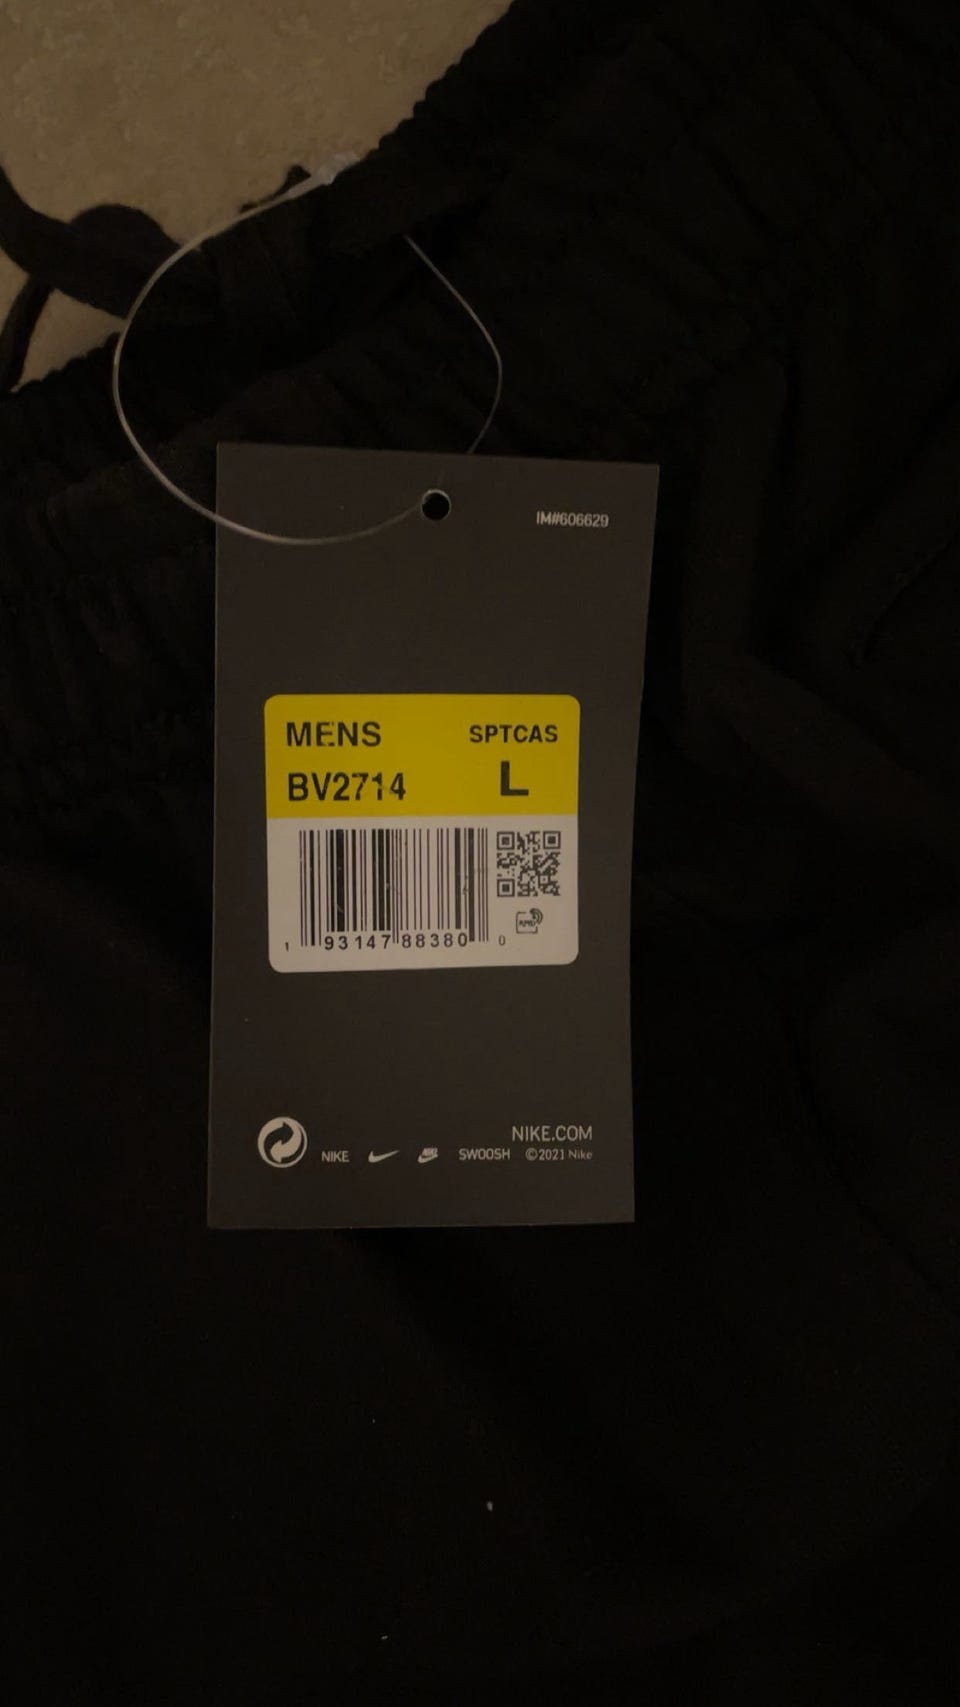 IM#606629
MENS SPTCAS
BV2714 L
1 93147 88380 0
NIKE.COM
NIKE SWOOSH ©2021 Nike